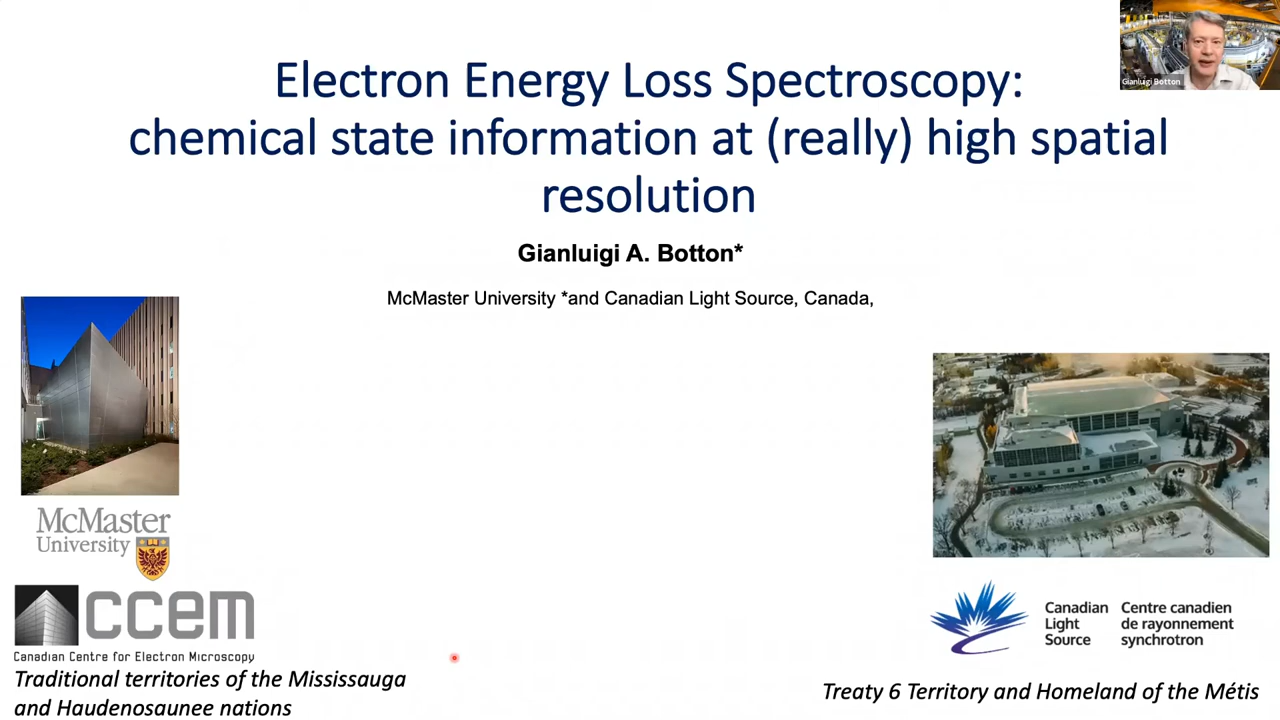 Electron Energy Loss Spectroscopy:
chemical state information at (really) high spatial
resolution
Gianluigi Botton
Gianluigi A. Botton*
McMaster University *and Canadian Light Source, Canada,
McMaster
University
ccem
Canadian Centre for Electron Microscopy
Traditional territories of the Mississauga
and Haudenosaunee nations
Canadian
Light
Source
Centre canadien
de rayonnement
synchrotron
Treaty 6 Territory and Homeland of the Métis